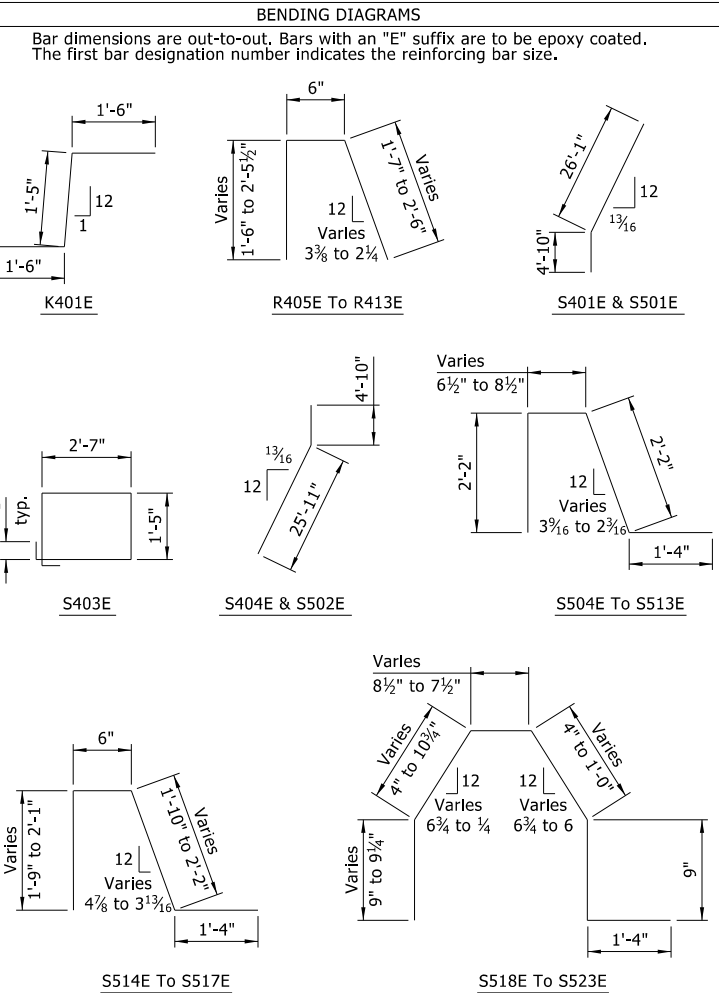 BENDING DIAGRAMS
Bar dimensions are out-to-out. Bars with an "E" suffix are to be epoxy coated.
The first bar designation number indicates the reinforcing bar size.
1'-6"
1'-5"
12
1
1'-6"
K401E
6"
Varies
1'-6" to 2'-5½"
1'-7" to 2'-6"
Varies
12
Varies
3⅜ to 2¼
R405E To R413E
26'-1"
12
13/16
4'-10"
S401E & S501E
2'-7"
typ.
1'-5"
S403E
4'-10"
13/16
12
25'-11"
S404E & S502E
Varies
6½" to 8½"
2'-2"
2'-2"
12
Varies
3 9/16 to 2 3/16
1'-4"
S504E To S513E
6"
Varies
1'-9" to 2'-1"
1'-10" to 2'-2"
Varies
12
Varies
4⅞ to 3 13/16
1'-4"
S514E To S517E
Varies
8½" to 7½"
Varies
4" to 10¾"
4" to 1'-0"
Varies
12
Varies
6¾ to ¼
12
Varies
6¾ to 6
Varies
9" to 9¼"
9"
1'-4"
S518E To S523E